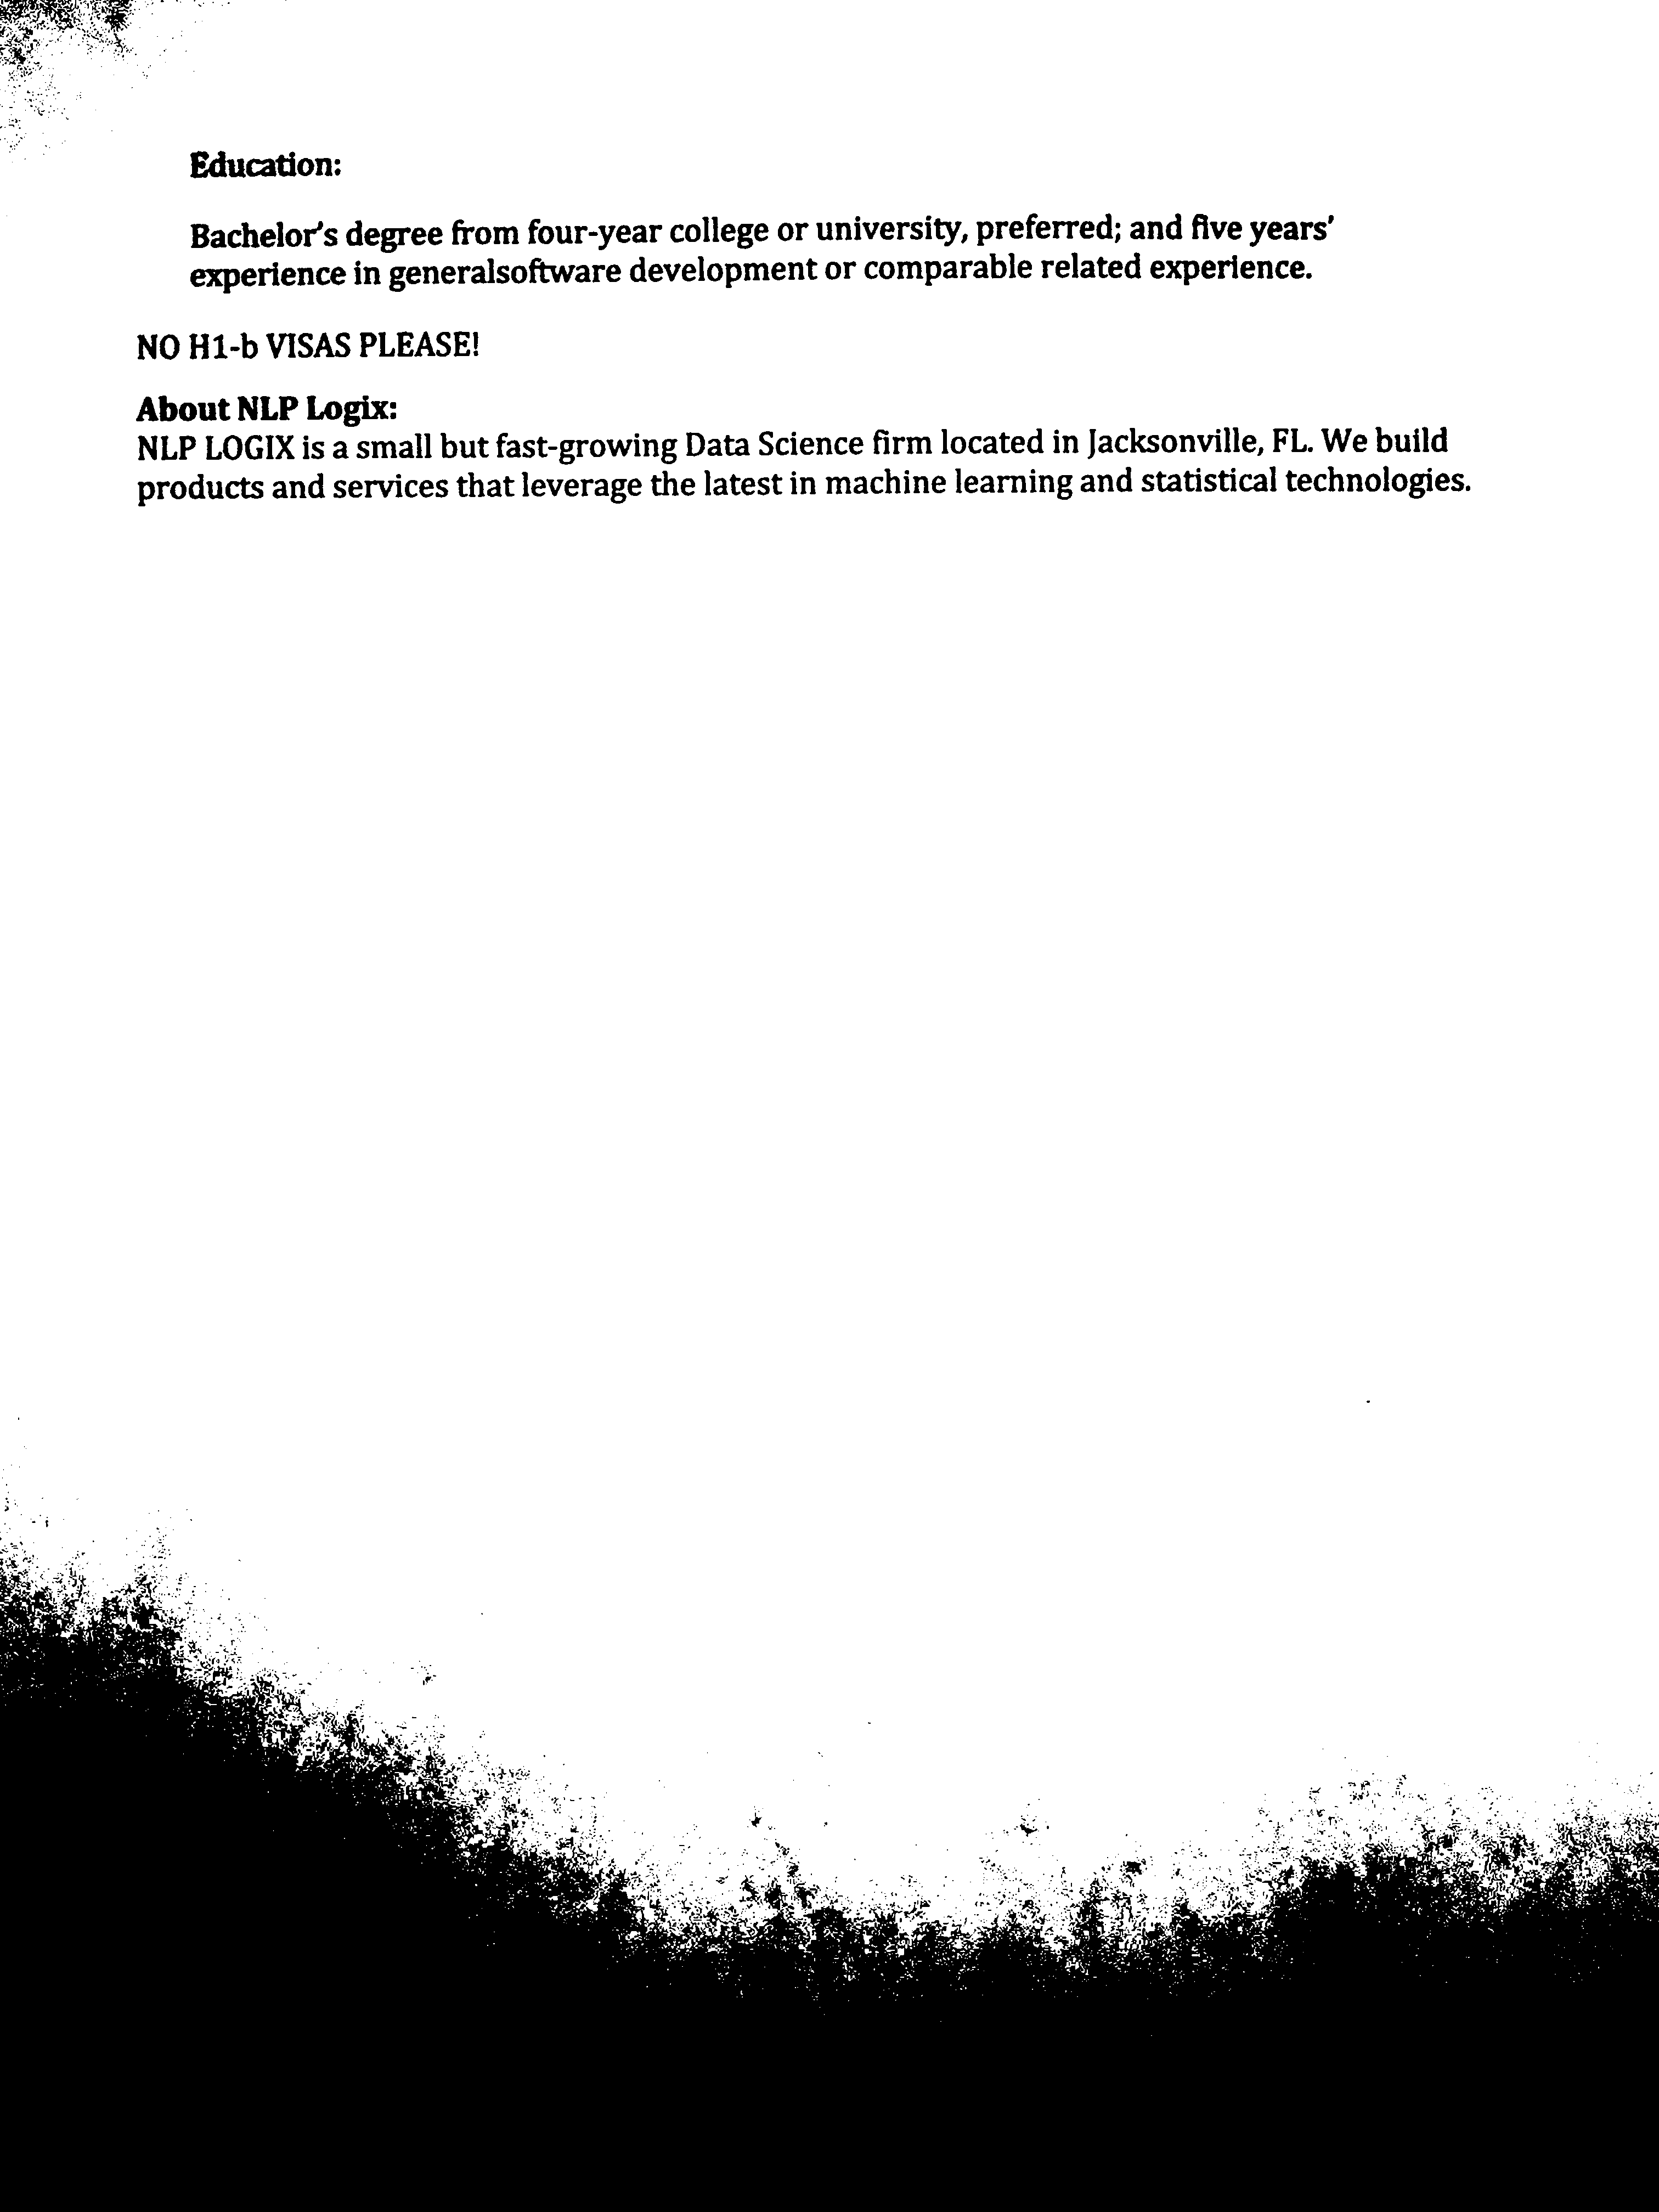 Education:
Bachelor's degree from four-year college or university, preferred; and five years'
experience in generalsoftware development or comparable related experience.
NO H1-b VISAS PLEASE!
About NLP Logix:
NLP LOGIX is a small but fast-growing Data Science firm located in Jacksonville, FL. We build
products and services that leverage the latest in machine learning and statistical technologies.